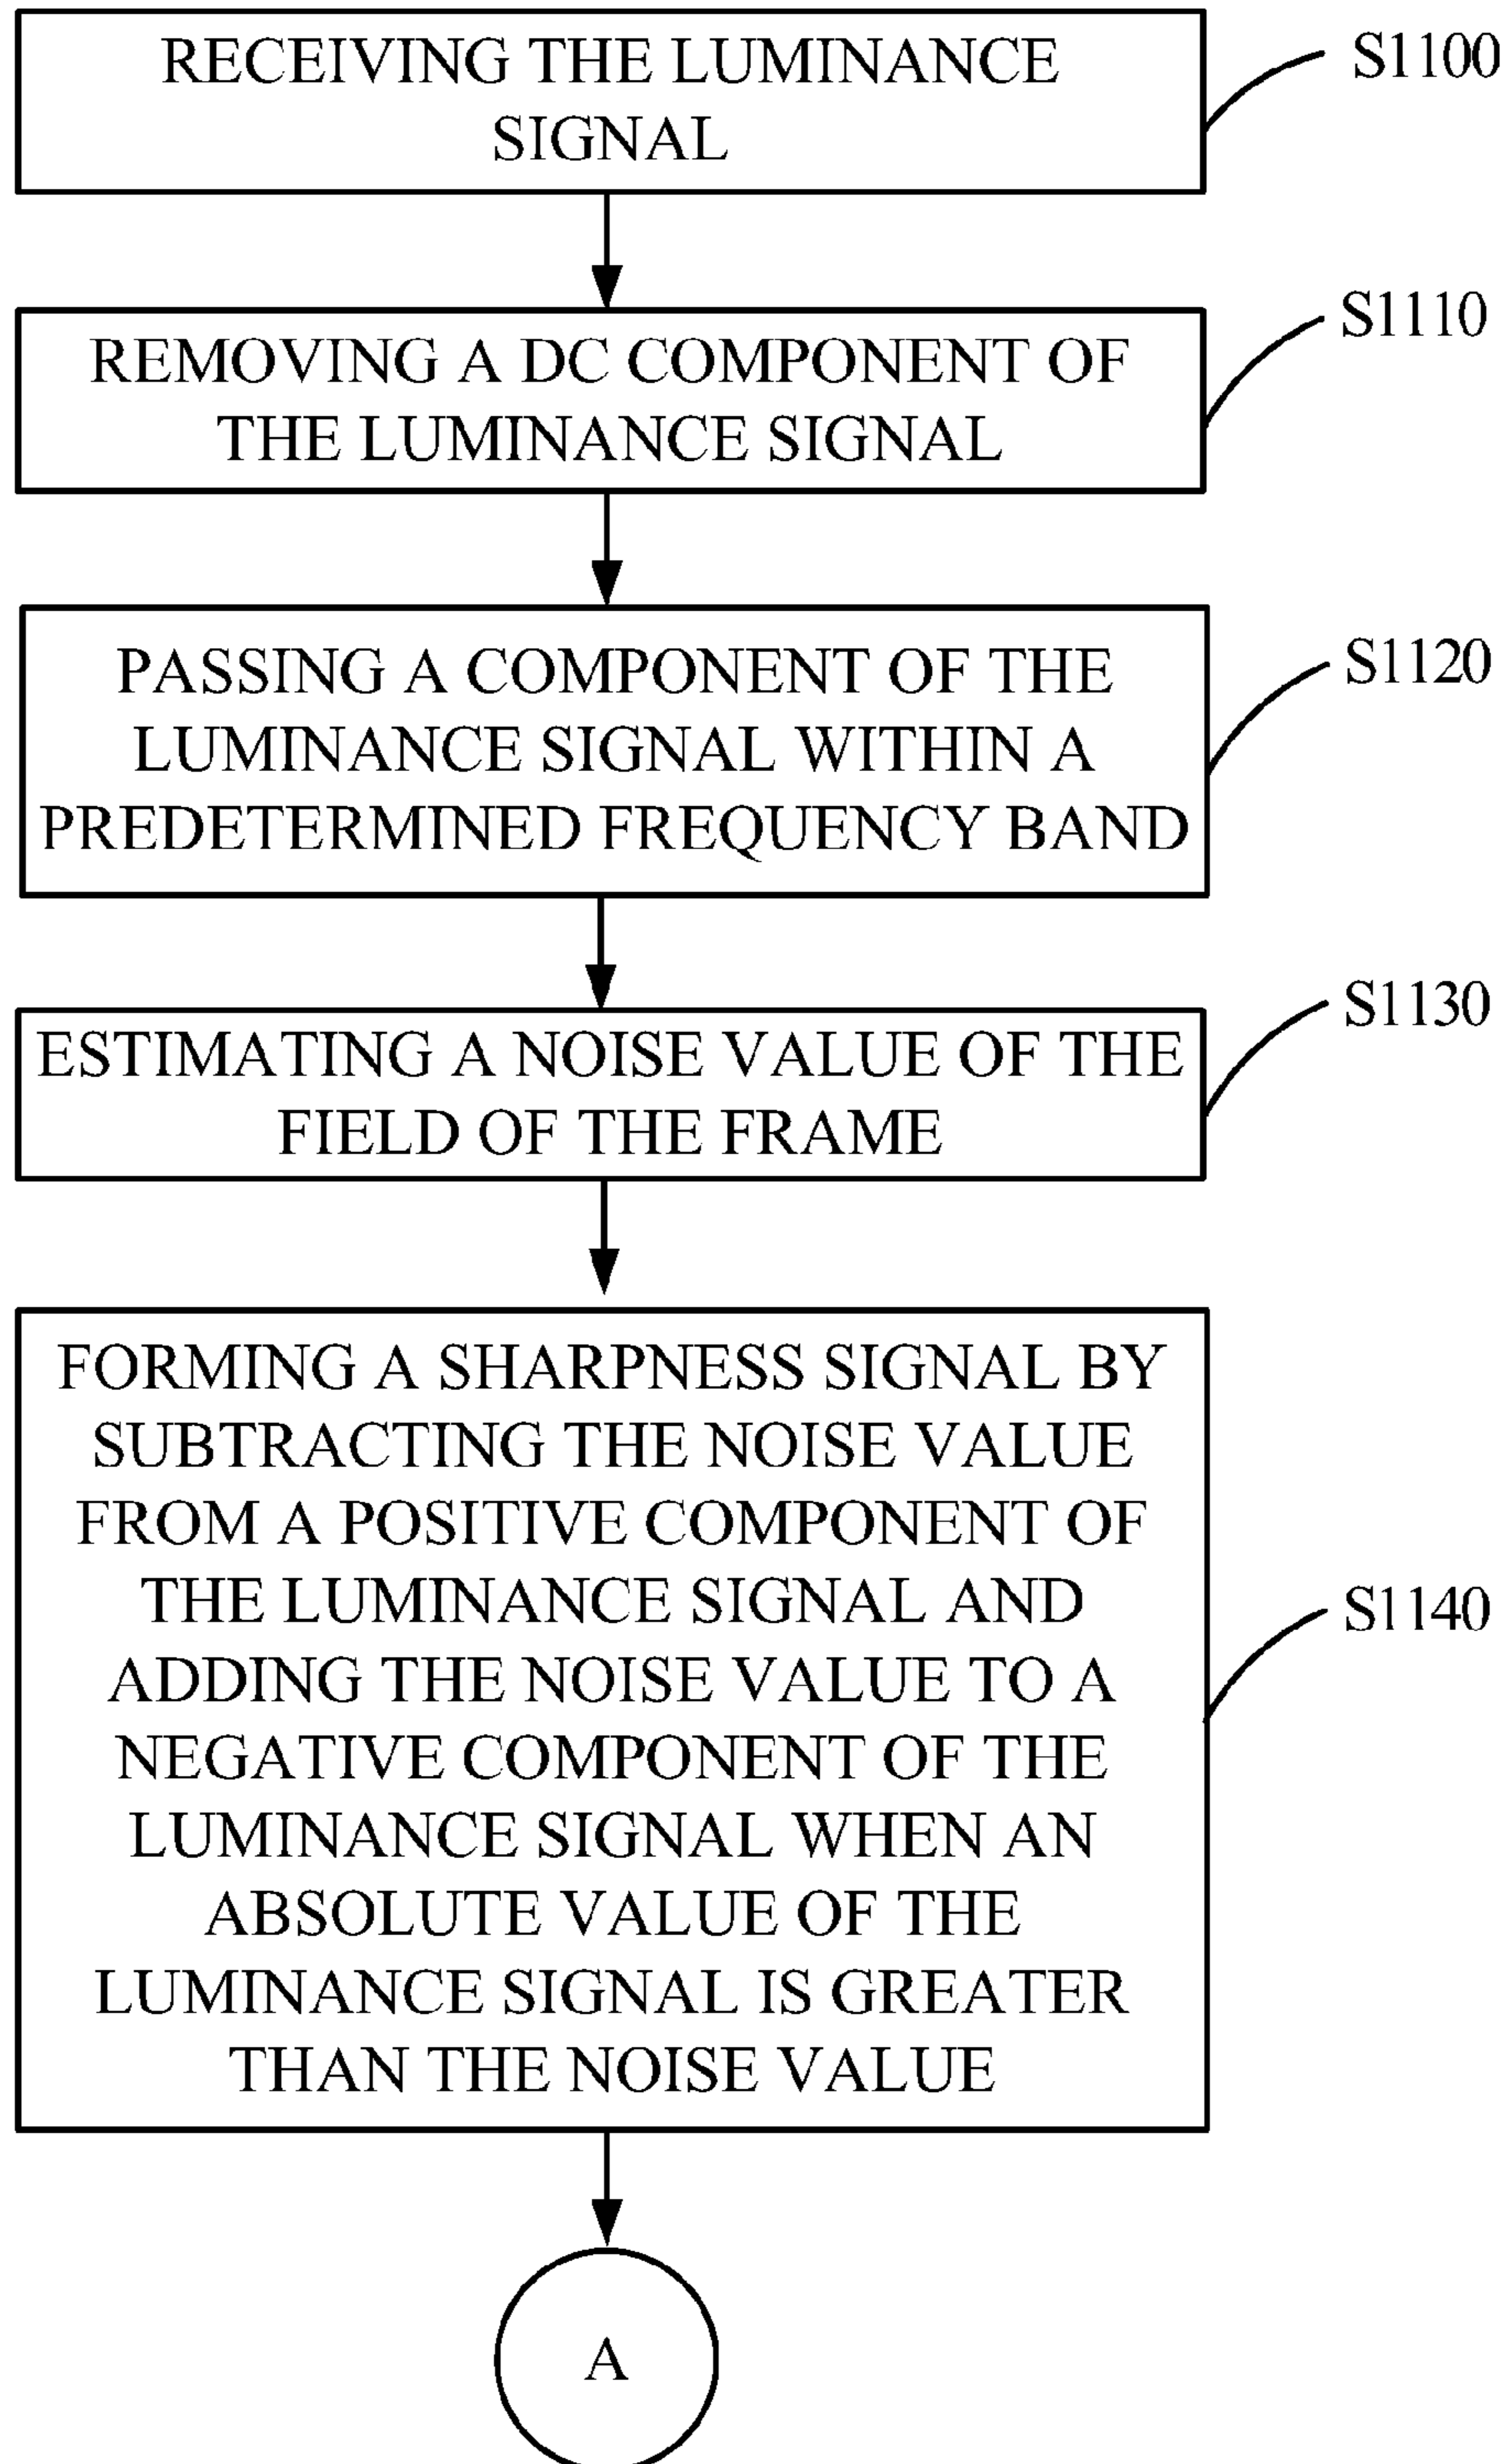 RECEIVING THE LUMINANCE
SIGNAL
S1100
REMOVING A DC COMPONENT OF
THE LUMINANCE SIGNAL
S1110
PASSING A COMPONENT OF THE
LUMINANCE SIGNAL WITHIN A
PREDETERMINED FREQUENCY BAND
S1120
ESTIMATING A NOISE VALUE OF THE
FIELD OF THE FRAME
S1130
FORMING A SHARPNESS SIGNAL BY
SUBTRACTING THE NOISE VALUE
FROM A POSITIVE COMPONENT OF
THE LUMINANCE SIGNAL AND
ADDING THE NOISE VALUE TO A
NEGATIVE COMPONENT OF THE
LUMINANCE SIGNAL WHEN AN
ABSOLUTE VALUE OF THE
LUMINANCE SIGNAL IS GREATER
THAN THE NOISE VALUE
S1140
A